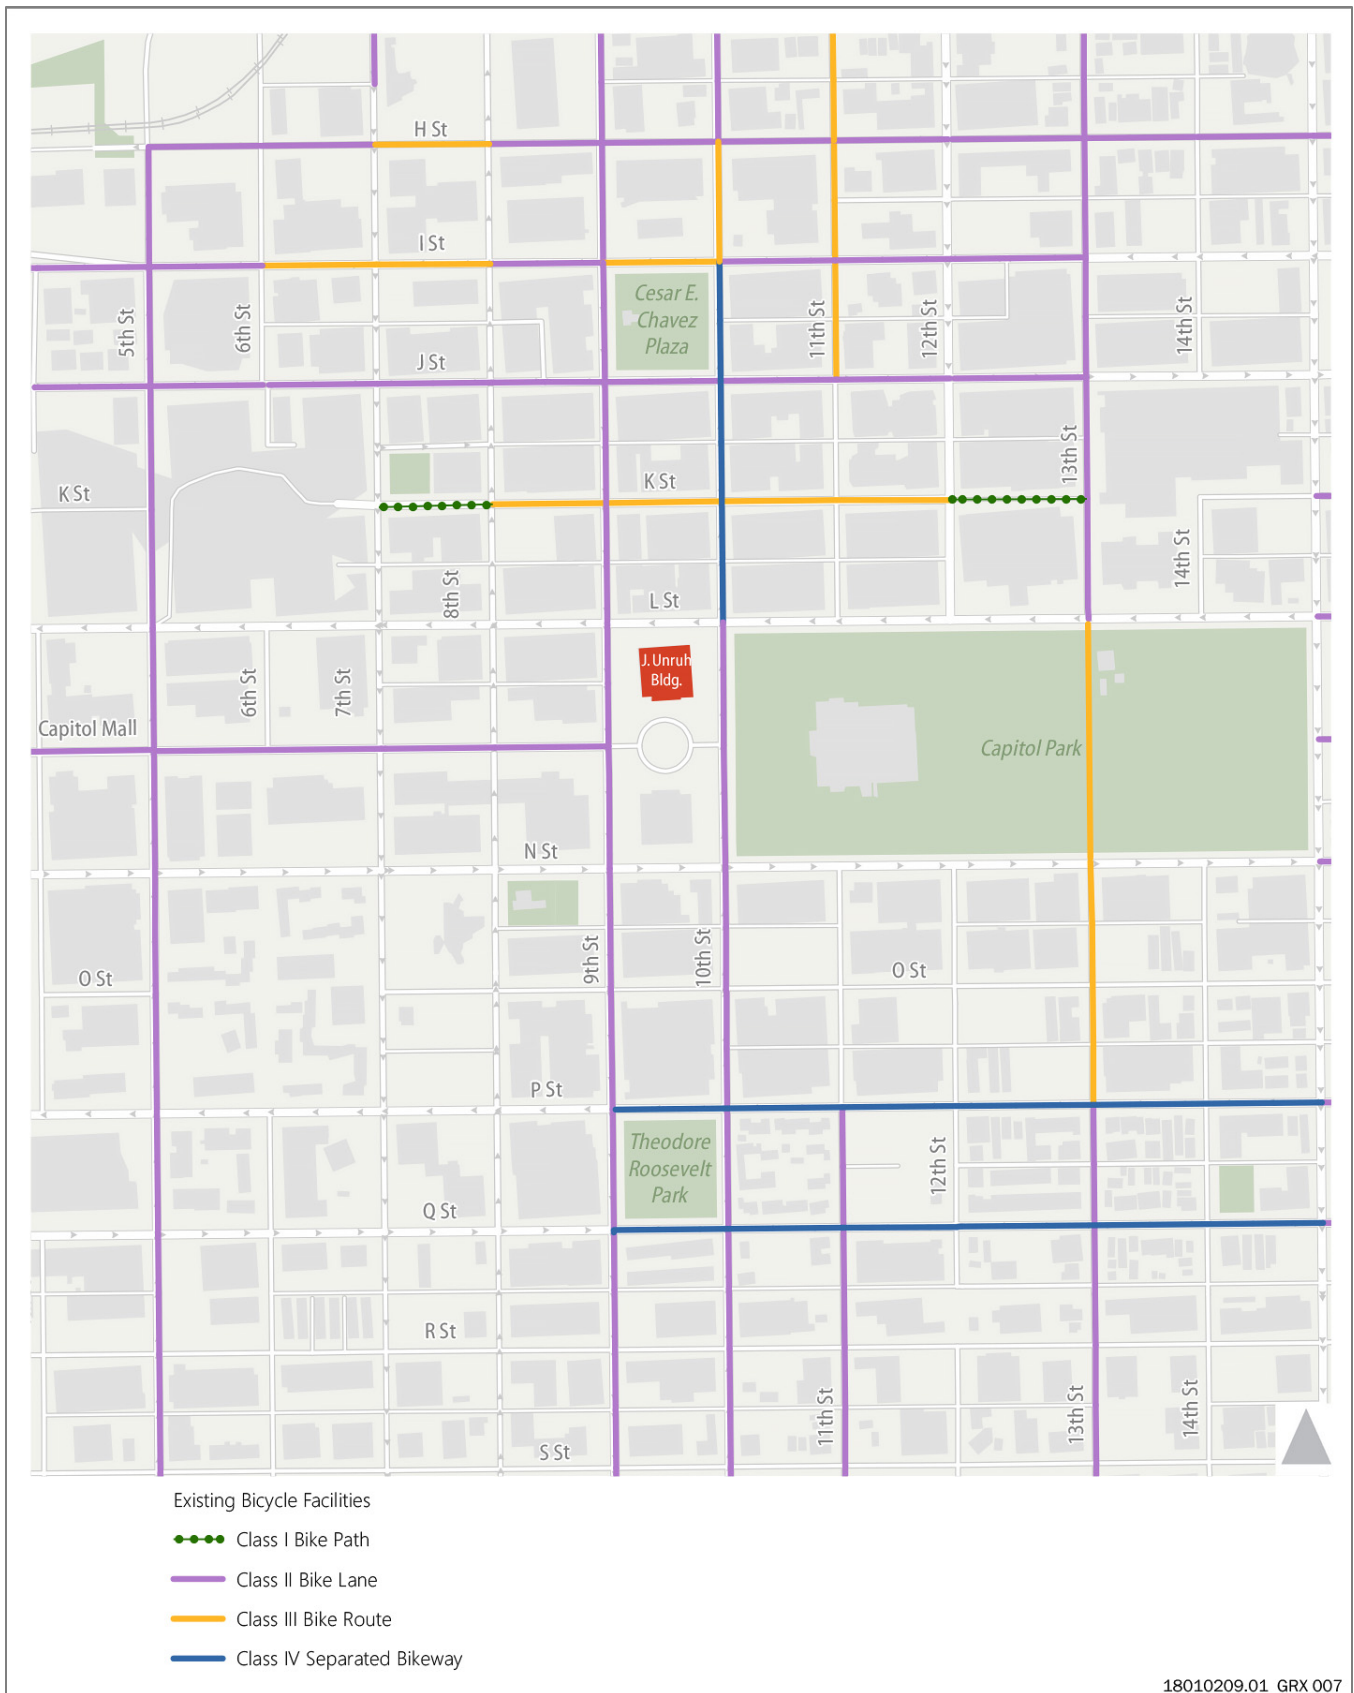 H St
I St
Cesar E.
Chavez
Plaza
5th St
6th St
11th St
12th St
14th St
J St
13th St
K St
K St
14th St
8th St
L St
J. Unruh
Bldg.
6th St
7th St
Capitol Mall
Capitol Park
N St
9th St
10th St
O St
O St
P St
Theodore
Roosevelt
Park
12th St
Q St
R St
11th St
13th St
14th St
S St
Existing Bicycle Facilities
Class I Bike Path
Class II Bike Lane
Class III Bike Route
Class IV Separated Bikeway
18010209.01 GRX 007